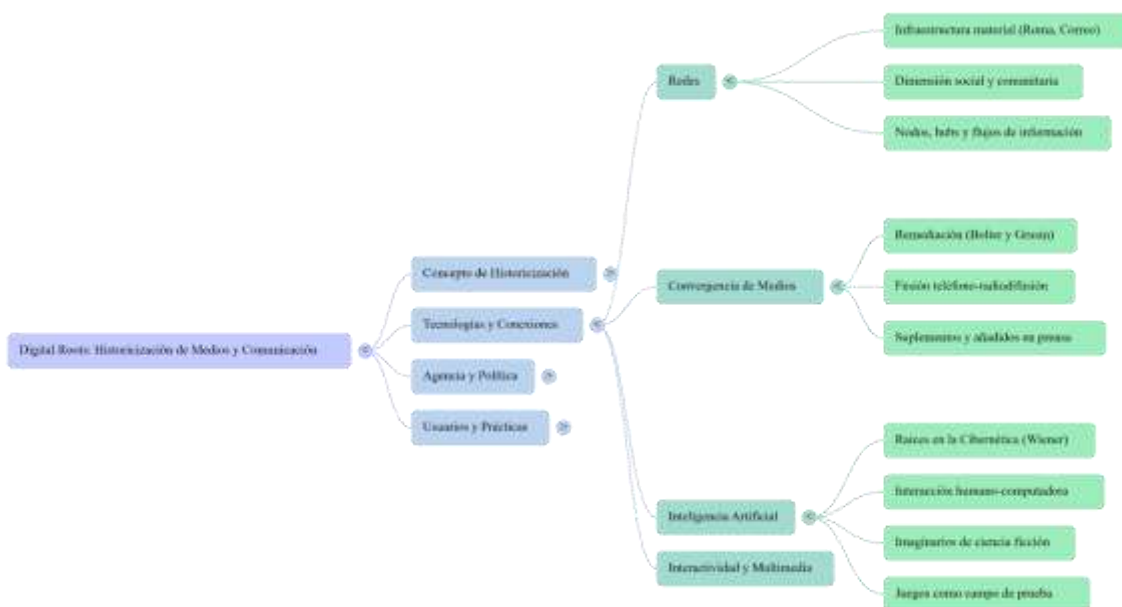 Digital Roots: Historicización de Medios y Comunicación
Concepto de Historicización
Tecnologías y Conexiones
Agencia y Política
Usuarios y Prácticas
Redes
Infraestructura material (Roma, Correo)
Dimensión social y comunitaria
Nodos, hubs y flujos de información
Convergencia de Medios
Remediación (Bolter y Grusin)
Fusión teléfono-radiodifusión
Suplementos y añadidos en prensa
Inteligencia Artificial
Raíces en la Cibernética (Wiener)
Interacción humano-computadora
Imaginarios de ciencia ficción
Juegos como campo de prueba
Interactividad y Multimedia